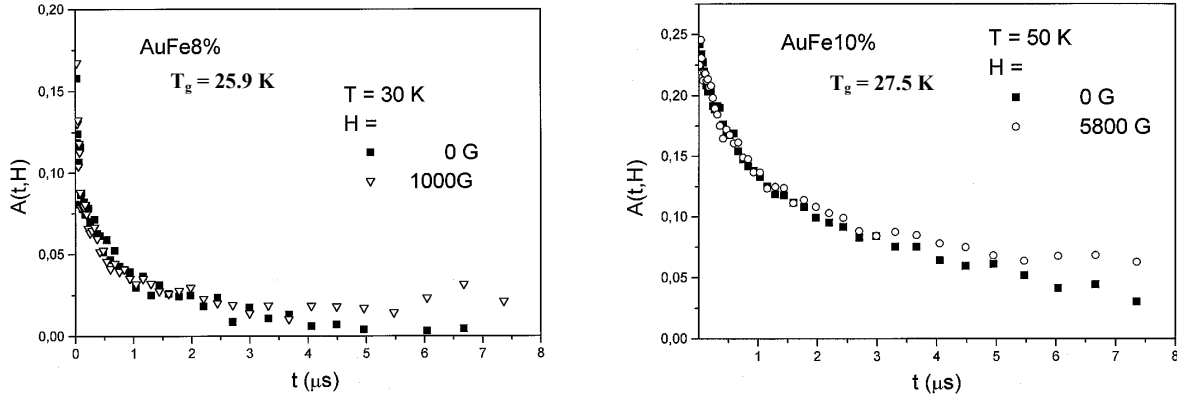 0,20
0,15
0,10
0,05
0,00
A(t,H)
AuFe8%
T_g = 25.9 K
T = 30 K
H =
0 G
1000G
0 1 2 3 4 5 6 7 8
t (μs)
0,25
0,20
0,15
0,10
0,05
0,00
A(t,H)
AuFe10%
T_g = 27.5 K
T = 50 K
H =
0 G
5800 G
1 2 3 4 5 6 7 8
t (μs)